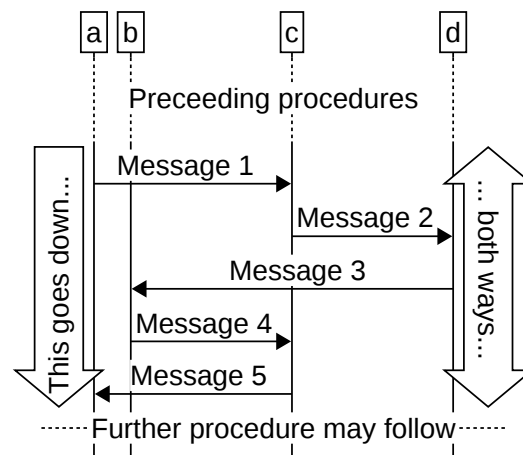 a b c d
Preceeding procedures
Message 1
Message 2
Message 3
Message 4
Message 5
This goes down...
... both ways...
Further procedure may follow